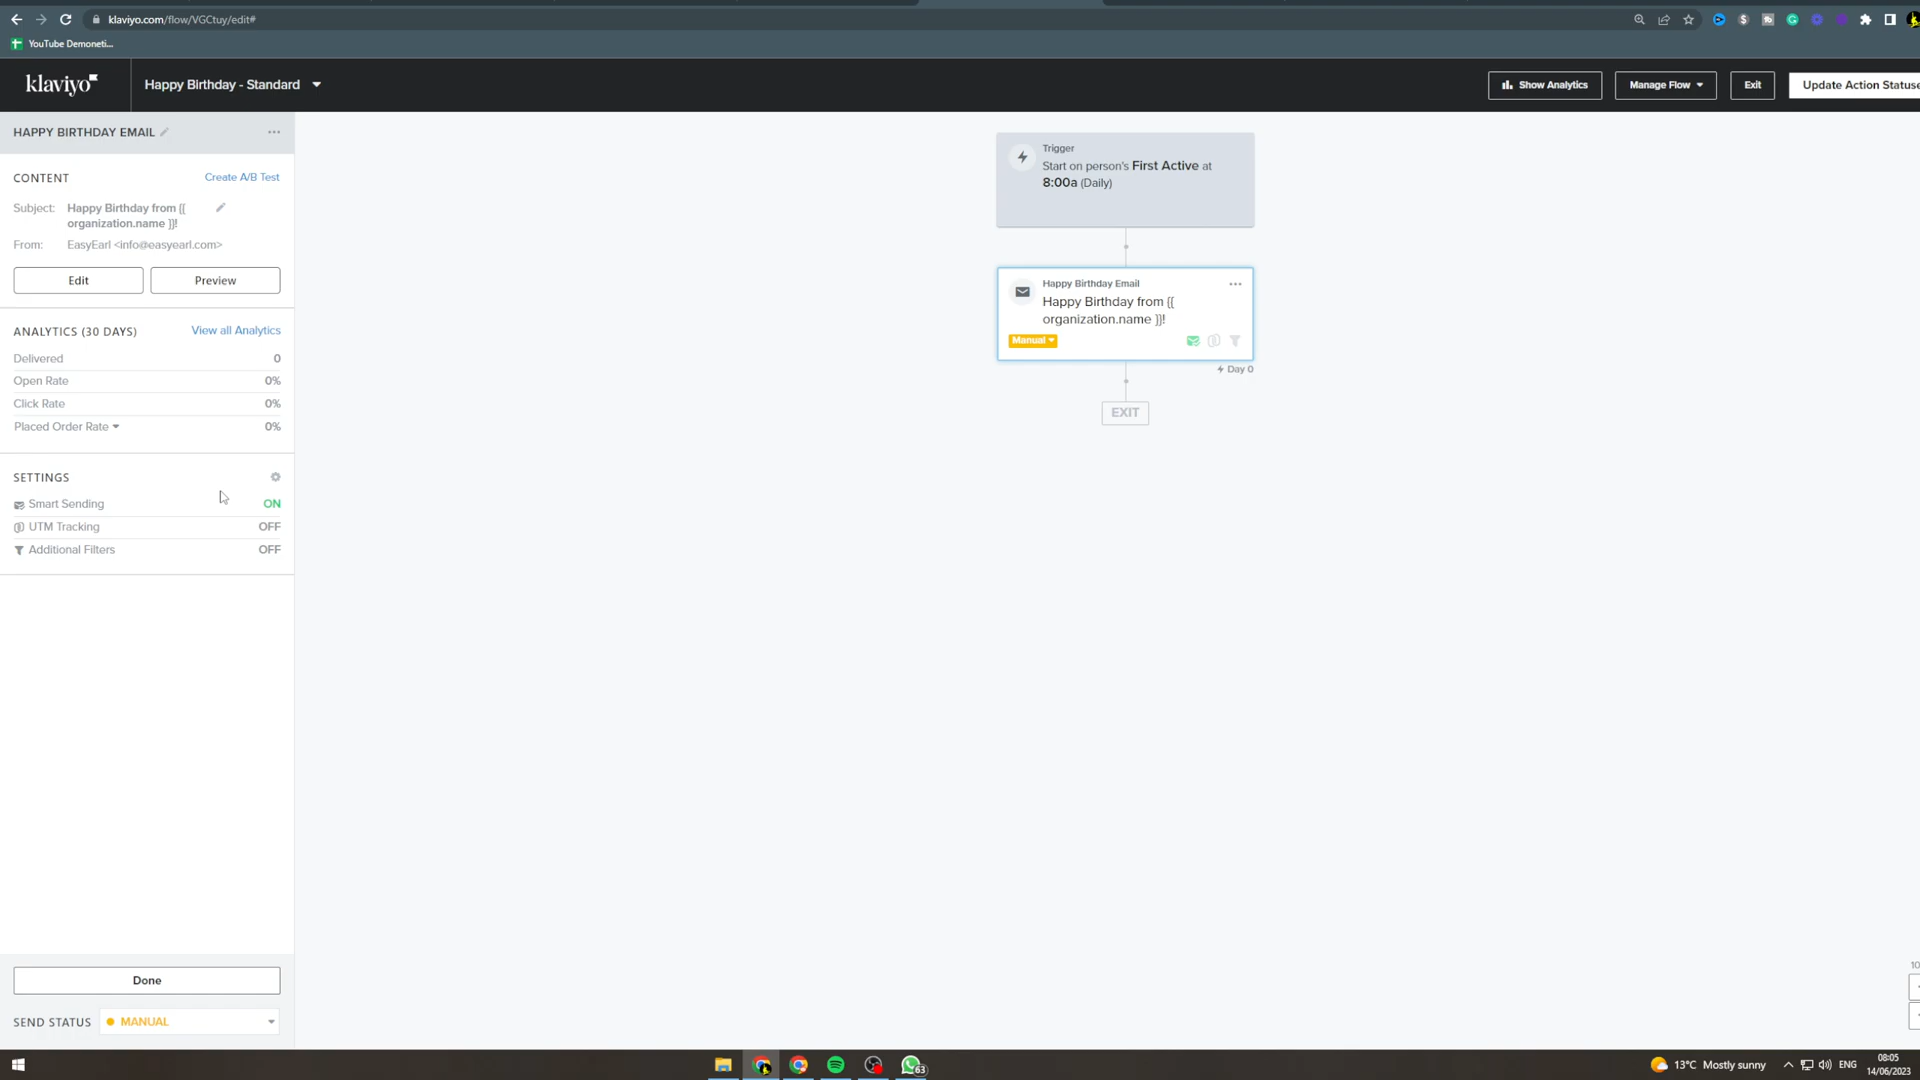 klaviyo.com/flow/VGCtuy/edit#
YouTube Demoneti...
klaviyo
Happy Birthday - Standard
Show Analytics
Manage Flow
Exit
Update Action Statuse
HAPPY BIRTHDAY EMAIL
CONTENT
Create A/B Test
Subject: Happy Birthday from {{
organization.name }}!
From: EasyEarl <info@easyearl.com>
Edit
Preview
ANALYTICS (30 DAYS)
View all Analytics
Delivered 0
Open Rate 0%
Click Rate 0%
Placed Order Rate 0%
SETTINGS
Smart Sending ON
UTM Tracking OFF
Additional Filters OFF
Done
SEND STATUS MANUAL
Trigger
Start on person's First Active at
8:00a (Daily)
Happy Birthday Email
Happy Birthday from {{
organization.name }}!
Manual
Day 0
EXIT
10
63
13°C Mostly sunny
ENG
08:05
14/06/2023